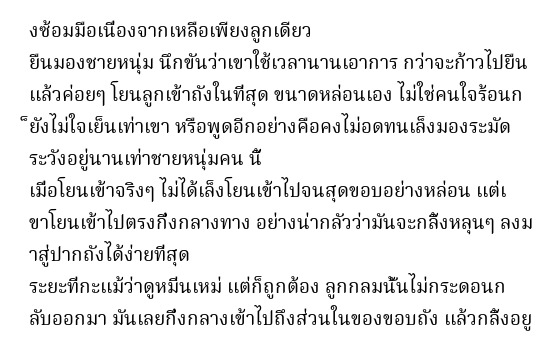 งซ้อมมือเนื่องจากเหลือเพียงลูกเดียว
ยืนมองชายหนุ่ม นึกขันว่าเขาใช้เวลานานเอาการ กว่าจะก้าวไปยืน
แล้วค่อยๆ โยนลูกเข้าถังในที่สุด ขนาดหล่อนเอง ไม่ใช่คนใจร้อนก
็ยังไม่ใจเย็นเท่าเขา หรือพูดอีกอย่างคือคงไม่อดทนเล็งมองระมัด
ระวังอยู่นานเท่าชายหนุ่มคน นี้
เมื่อโยนเข้าจริงๆ ไม่ได้เล็งโยนเข้าไปจนสุดขอบอย่างหล่อน แต่เ
ขาโยนเข้าไปตรงกึ่งกลางทาง อย่างน่ากลัวว่ามันจะกลิ้งหลุนๆ ลงม
าสู่ปากถังได้ง่ายที่สุด
ระยะที่กะแม้ว่าดูหมิ่นเหม่ แต่ก็ถูกต้อง ลูกกลมนั้นไม่กระดอนก
ลับออกมา มันเลยกึ่งกลางเข้าไปถึงส่วนในของขอบถัง แล้วกลิ้งอยู